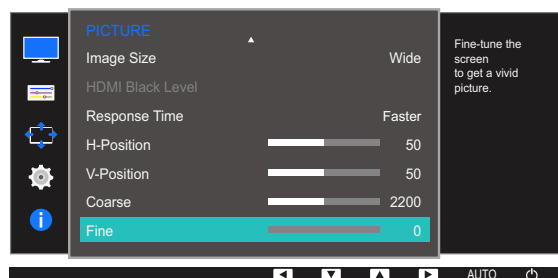 PICTURE
Image Size Wide
HDMI Black Level
Response Time Faster
H-Position 50
V-Position 50
Coarse 2200
Fine 0
Fine-tune the
screen
to get a vivid
picture.
AUTO